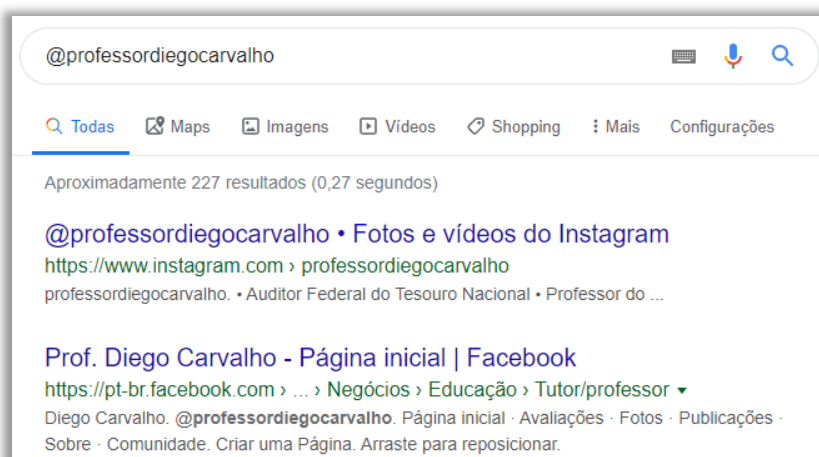 @professordiegocarvalho
Todas Maps Imagens Vídeos Shopping Mais Configurações
Aproximadamente 227 resultados (0,27 segundos)
@professordiegocarvalho • Fotos e vídeos do Instagram
https://www.instagram.com › professordiegocarvalho
professordiegocarvalho. • Auditor Federal do Tesouro Nacional • Professor do ...
Prof. Diego Carvalho - Página inicial | Facebook
https://pt-br.facebook.com › ... › Negócios › Educação › Tutor/professor
Diego Carvalho. @professordiegocarvalho. Página inicial · Avaliações · Fotos · Publicações ·
Sobre · Comunidade. Criar uma Página. Arraste para reposicionar.